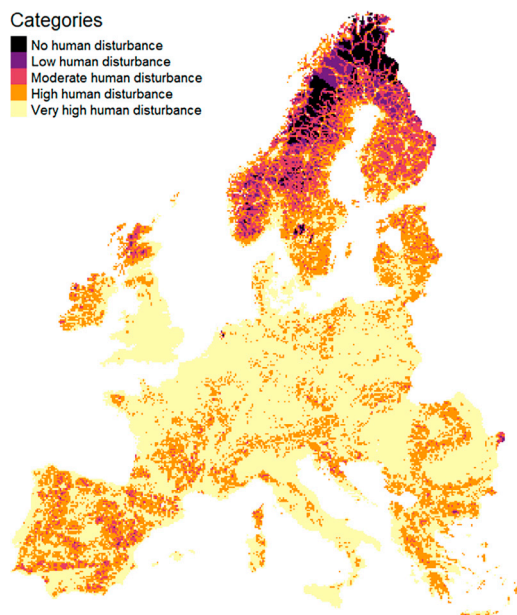 Categories
No human disturbance
Low human disturbance
Moderate human disturbance
High human disturbance
Very high human disturbance